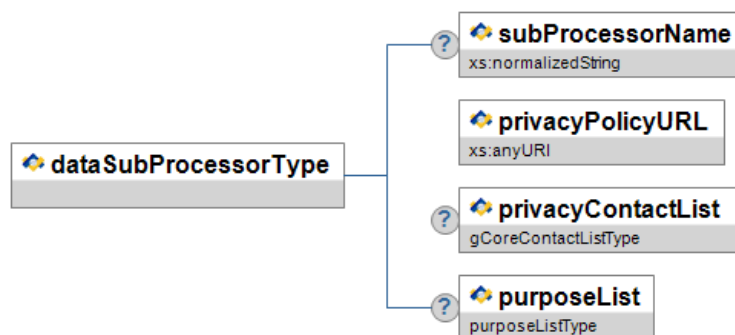 ? subProcessorName
xs:normalizedString
privacyPolicyURL
xs:anyURI
dataSubProcessorType
? privacyContactList
gCoreContactListType
? purposeList
purposeListType